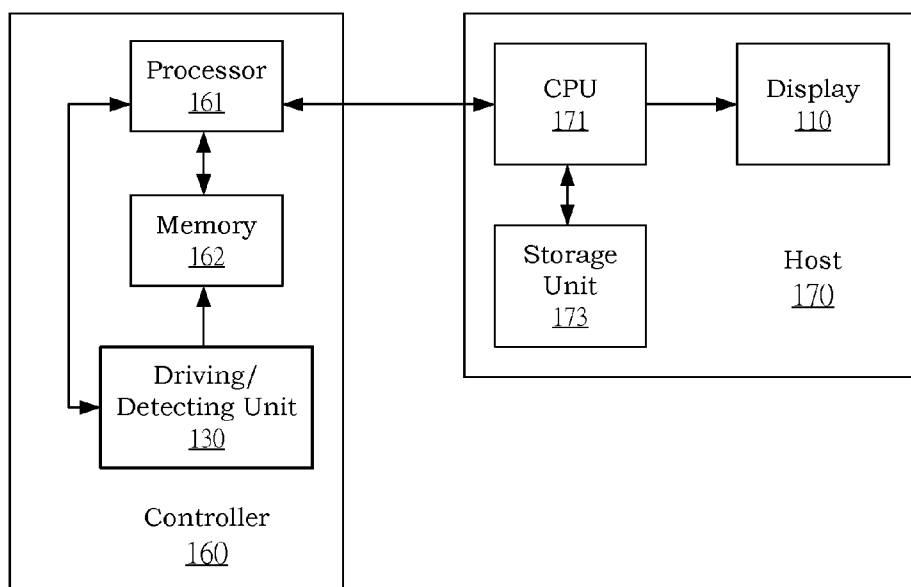 Processor
161
Memory
162
Driving/
Detecting Unit
130
Controller
160
CPU
171
Display
110
Storage
Unit
173
Host
170